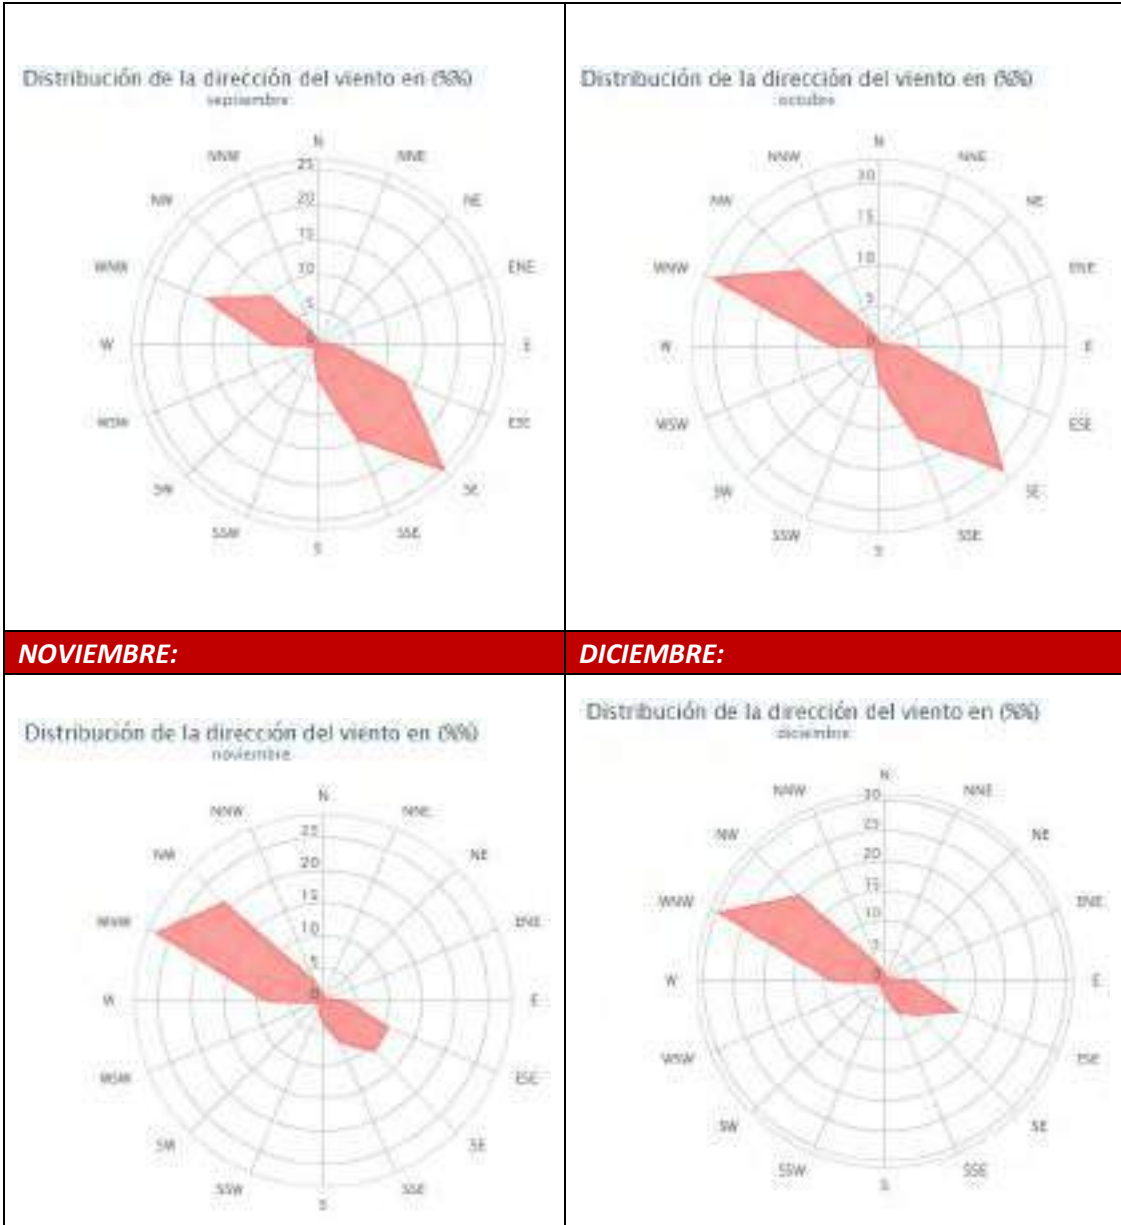 Distribución de la dirección del viento en (%%)
septiembre
N
NNW
NNE
25
NW
20
NE
15
WNW
10
ENE
5
0
W
E
WSW
ESE
SW
SE
SSW
SSE
S
Distribución de la dirección del viento en (%%)
octubre
N
NNW
NNE
20
NW
NE
15
WNW
10
ENE
5
0
W
E
WSW
ESE
SW
SE
SSW
SSE
S
NOVIEMBRE:
DICIEMBRE:
Distribución de la dirección del viento en (%%)
noviembre
N
NNW
NNE
25
NW
20
NE
15
WNW
10
ENE
5
0
W
E
WSW
ESE
SW
SE
SSW
SSE
S
Distribución de la dirección del viento en (%%)
diciembre
N
NNW
30
NNE
25
NW
NE
20
15
WNW
10
ENE
5
0
W
E
WSW
ESE
SW
SE
SSW
SSE
S